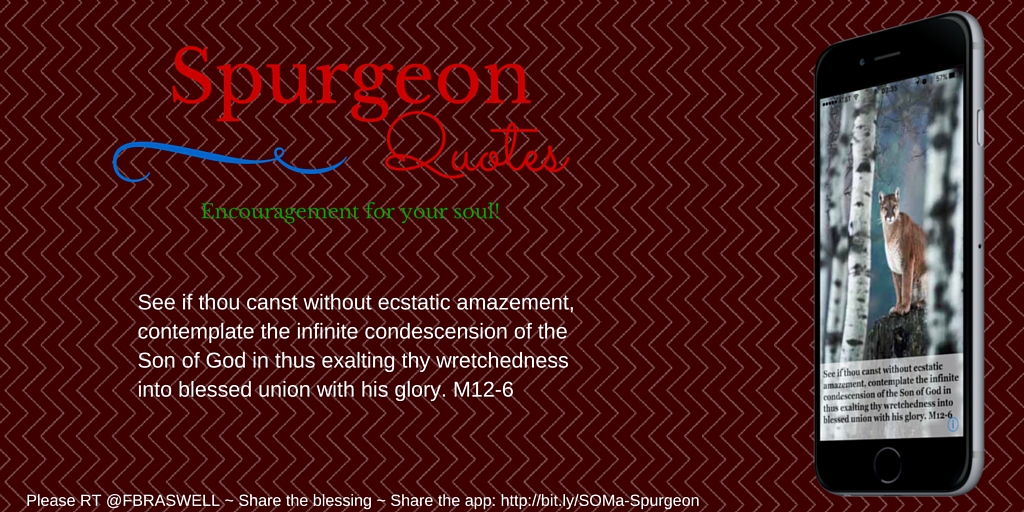 Spurgeon
Quotes
Encouragement for your soul!
See if thou canst without ecstatic amazement,
contemplate the infinite condescension of the
Son of God in thus exalting thy wretchedness
into blessed union with his glory. M12-6
Please RT @FBRASWELL ~ Share the blessing ~ Share the app: http://bit.ly/SOMa-Spurgeon
57%
See if thou canst without ecstatic
amazement, contemplate the infinite
condescension of the Son of God in
thus exalting thy wretchedness into
blessed union with his glory. M12-6